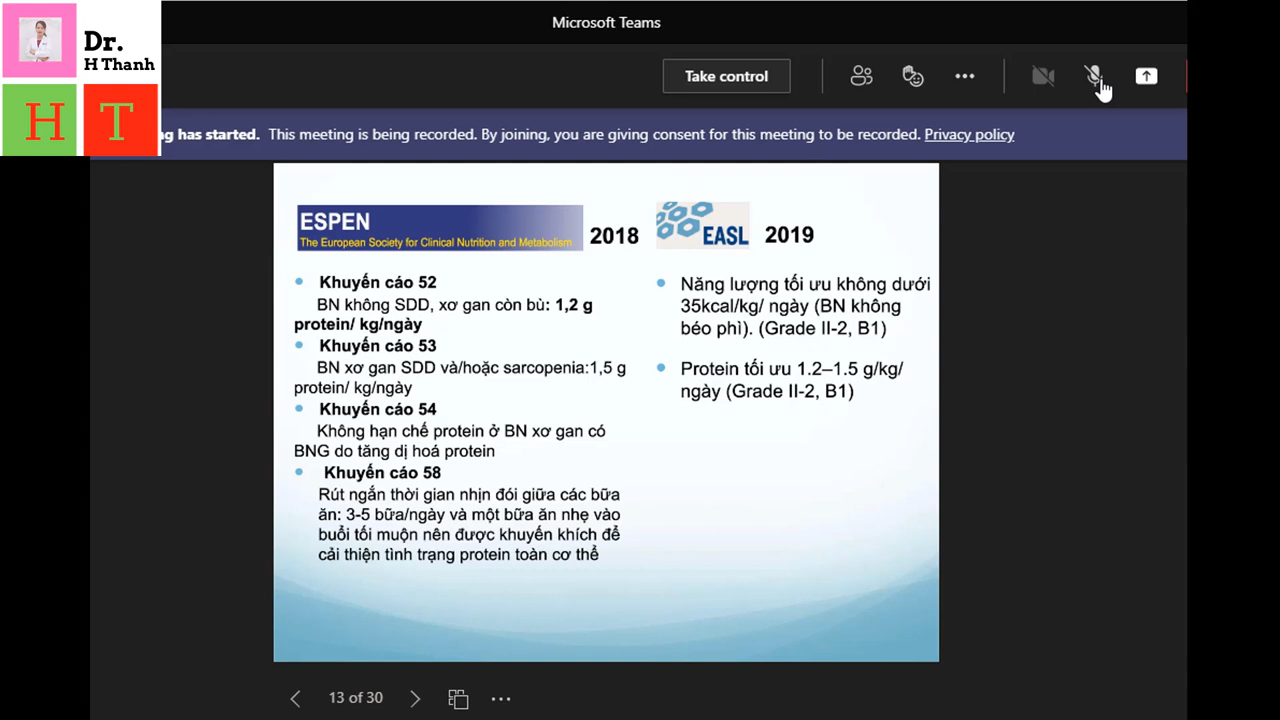 Microsoft Teams
Dr.
H Thanh
H T
Take control
ng has started. This meeting is being recorded. By joining, you are giving consent for this meeting to be recorded. Privacy policy
ESPEN
The European Society for Clinical Nutrition and Metabolism
2018
Khuyến cáo 52
BN không SDD, xơ gan còn bù: 1,2 g
protein/ kg/ngày
Khuyến cáo 53
BN xơ gan SDD và/hoặc sarcopenia:1,5 g
protein/ kg/ngày
Khuyến cáo 54
Không hạn chế protein ở BN xơ gan có
BNG do tăng dị hoá protein
Khuyến cáo 58
Rút ngắn thời gian nhịn đói giữa các bữa
ăn: 3-5 bữa/ngày và một bữa ăn nhẹ vào
buổi tối muộn nên được khuyến khích để
cải thiện tình trạng protein toàn cơ thể
EASL 2019
Năng lượng tối ưu không dưới
35kcal/kg/ ngày (BN không
béo phì). (Grade II-2, B1)
Protein tối ưu 1.2–1.5 g/kg/
ngày (Grade II-2, B1)
13 of 30